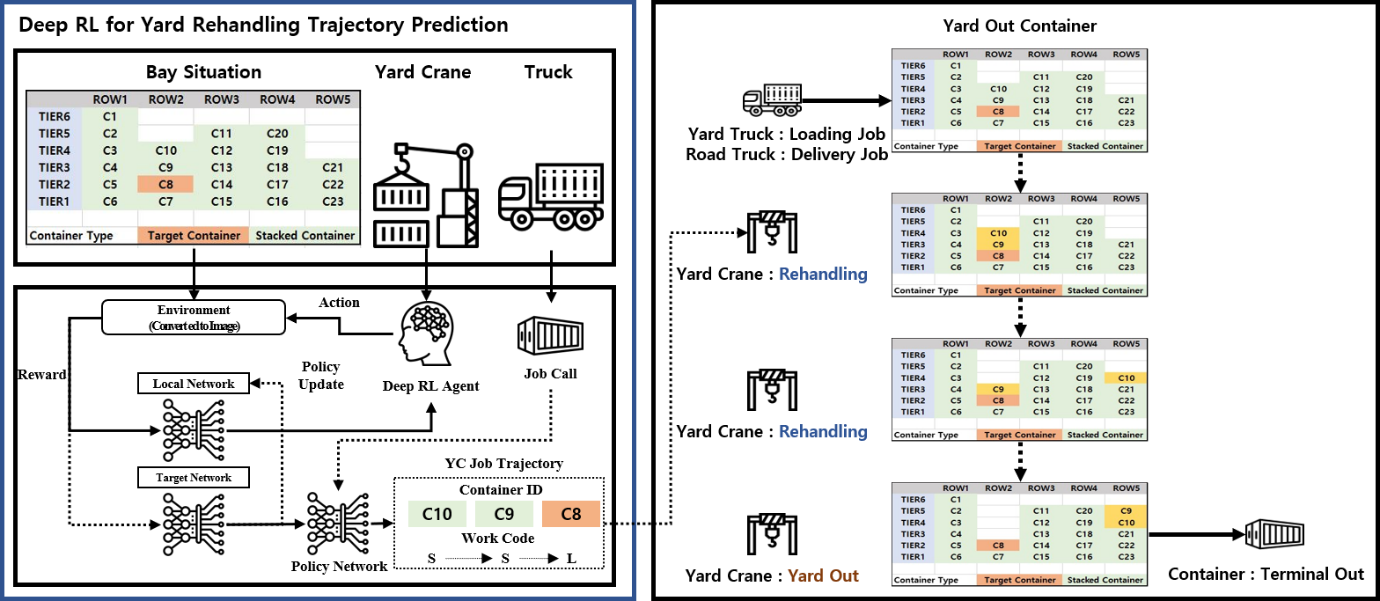 Deep RL for Yard Rehandling Trajectory Prediction
Bay Situation
Yard Crane
Truck
ROW1 ROW2 ROW3 ROW4 ROW5
TIER6 C1
TIER5 C2 C11 C20
TIER4 C3 C10 C12 C19
TIER3 C4 C9 C13 C18 C21
TIER2 C5 C8 C14 C17 C22
TIER1 C6 C7 C15 C16 C23
Container Type Target Container Stacked Container
Environment
(Converted to Image)
Action
Reward
Policy
Update
Deep RL Agent
Job Call
Local Network
Target Network
Policy Network
YC Job Trajectory
Container ID
C10 C9 C8
Work Code
S S L
Yard Out Container
ROW1 ROW2 ROW3 ROW4 ROW5
TIER6 C1
TIER5 C2 C11 C20
TIER4 C3 C10 C12 C19
TIER3 C4 C9 C13 C18 C21
TIER2 C5 C8 C14 C17 C22
TIER1 C6 C7 C15 C16 C23
Container Type Target Container Stacked Container
Yard Truck : Loading Job
Road Truck : Delivery Job
ROW1 ROW2 ROW3 ROW4 ROW5
TIER6 C1
TIER5 C2 C11 C20
TIER4 C3 C10 C12 C19
TIER3 C4 C9 C13 C18 C21
TIER2 C5 C8 C14 C17 C22
TIER1 C6 C7 C15 C16 C23
Container Type Target Container Stacked Container
Yard Crane : Rehandling
ROW1 ROW2 ROW3 ROW4 ROW5
TIER6 C1
TIER5 C2 C11 C20
TIER4 C3 C12 C19 C10
TIER3 C4 C9 C13 C18 C21
TIER2 C5 C8 C14 C17 C22
TIER1 C6 C7 C15 C16 C23
Container Type Target Container Stacked Container
Yard Crane : Rehandling
ROW1 ROW2 ROW3 ROW4 ROW5
TIER6 C1
TIER5 C2 C11 C20 C9
TIER4 C3 C12 C19 C10
TIER3 C4 C13 C18 C21
TIER2 C5 C8 C14 C17 C22
TIER1 C6 C7 C15 C16 C23
Container Type Target Container Stacked Container
Yard Crane : Yard Out
Container : Terminal Out